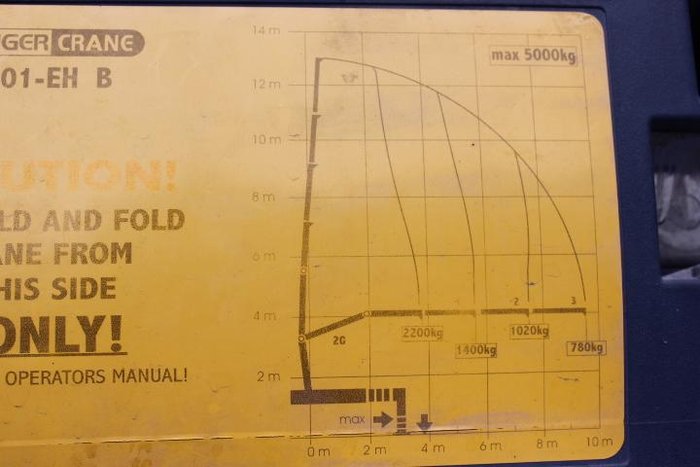 NGER CRANE
01-EH B
UTION!
LD AND FOLD
ANE FROM
HIS SIDE
ONLY!
OPERATORS MANUAL!
max 5000kg
14 m
12 m
10 m
8 m
6 m
4 m
2 m
2G
2
3
2200kg
1400kg
1020kg
780kg
max
0 m
2 m
4 m
6 m
8 m
10 m